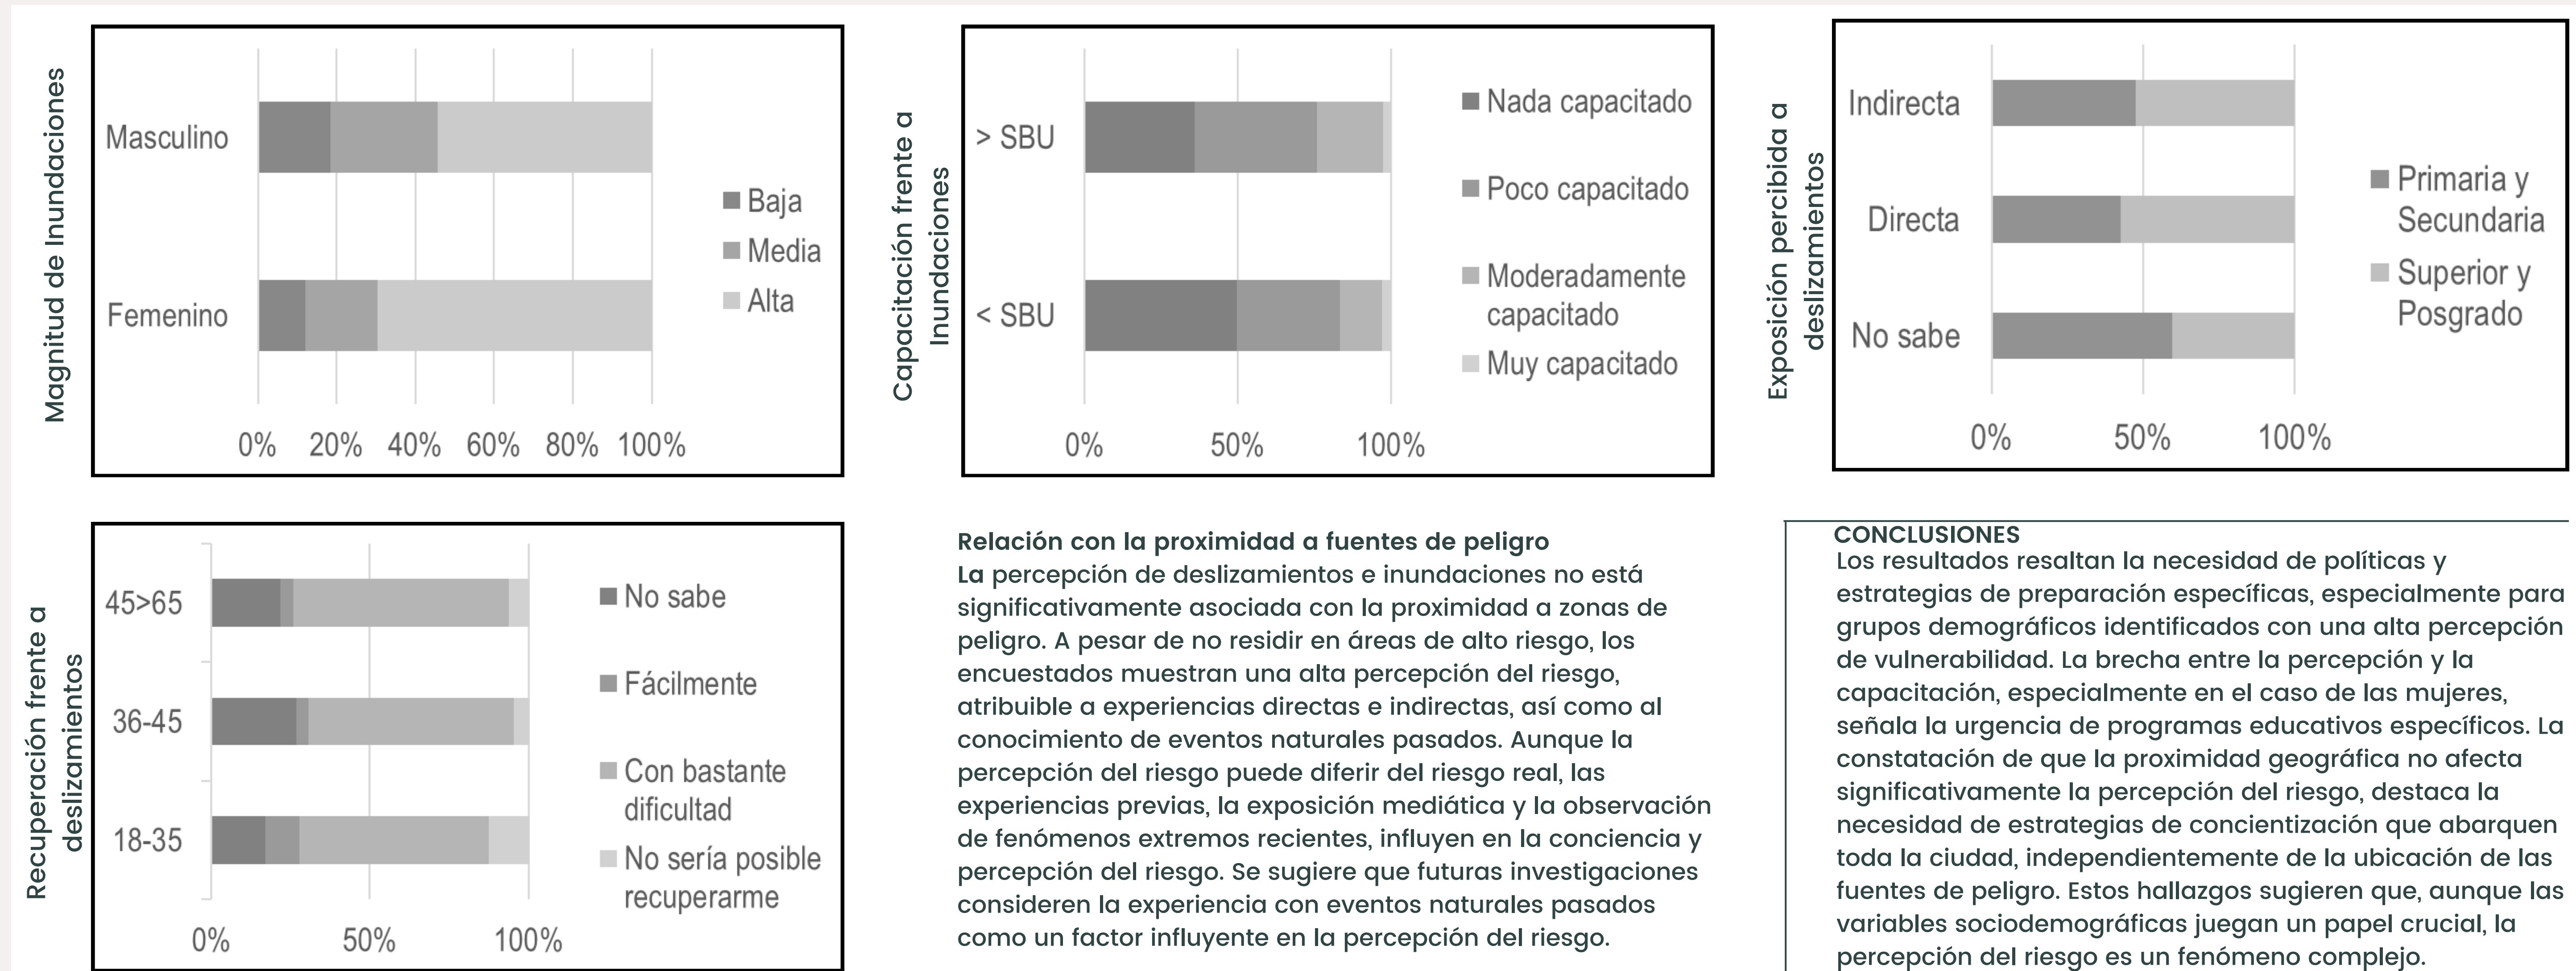 Magnitud de Inundaciones
Masculino
Femenino
0% 20% 40% 60% 80% 100%
Baja
Media
Alta
Capacitación frente a
Inundaciones
> SBU
< SBU
0% 50% 100%
Nada capacitado
Poco capacitado
Moderadamente
capacitado
Muy capacitado
Exposición percibida a
deslizamientos
Indirecta
Directa
No sabe
0% 50% 100%
Primaria y
Secundaria
Superior y
Posgrado
Recuperación frente a
deslizamientos
45>65
36-45
18-35
0% 50% 100%
No sabe
Fácilmente
Con bastante
dificultad
No sería posible
recuperarme
Relación con la proximidad a fuentes de peligro
La percepción de deslizamientos e inundaciones no está
significativamente asociada con la proximidad a zonas de
peligro. A pesar de no residir en áreas de alto riesgo, los
encuestados muestran una alta percepción del riesgo,
atribuible a experiencias directas e indirectas, así como al
conocimiento de eventos naturales pasados. Aunque la
percepción del riesgo puede diferir del riesgo real, las
experiencias previas, la exposición mediática y la observación
de fenómenos extremos recientes, influyen en la conciencia y
percepción del riesgo. Se sugiere que futuras investigaciones
consideren la experiencia con eventos naturales pasados
como un factor influyente en la percepción del riesgo.
CONCLUSIONES
Los resultados resaltan la necesidad de políticas y
estrategias de preparación específicas, especialmente para
grupos demográficos identificados con una alta percepción
de vulnerabilidad. La brecha entre la percepción y la
capacitación, especialmente en el caso de las mujeres,
señala la urgencia de programas educativos específicos. La
constatación de que la proximidad geográfica no afecta
significativamente la percepción del riesgo, destaca la
necesidad de estrategias de concientización que abarquen
toda la ciudad, independientemente de la ubicación de las
fuentes de peligro. Estos hallazgos sugieren que, aunque las
variables sociodemográficas juegan un papel crucial, la
percepción del riesgo es un fenómeno complejo.